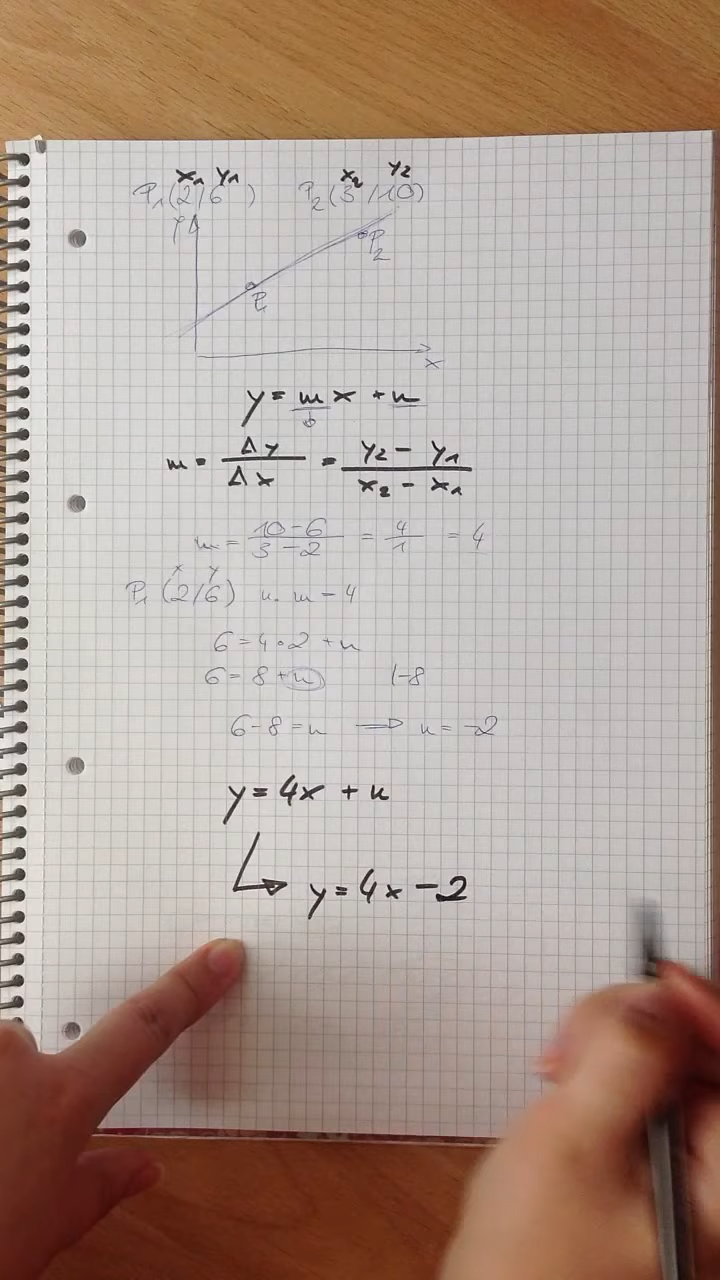 P₁(2/6) P₂(3/10)
x₁ y₁ x₂ y₂
y
P₂
P₁
x
y = mx + n
m = Δy/Δx = (y₂ - y₁)/(x₂ - x₁)
m = (10-6)/(3-2) = 4/1 = 4
x y
P₁ (2/6) u. m = 4
6 = 4·2 + n
6 = 8 + n |-8
6-8 = n ⟹ n = -2
y = 4x + n
y = 4x - 2